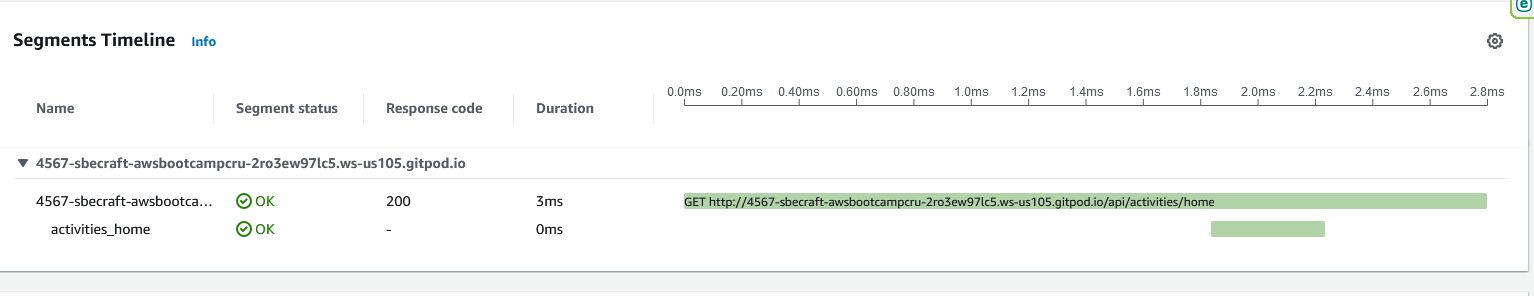 Segments Timeline Info
0.0ms 0.20ms 0.40ms 0.60ms 0.80ms 1.0ms 1.2ms 1.4ms 1.6ms 1.8ms 2.0ms 2.2ms 2.4ms 2.6ms 2.8ms
Name Segment status Response code Duration
4567-sbecraft-awsbootcampcru-2ro3ew97lc5.ws-us105.gitpod.io
4567-sbecraft-awsbootca... OK 200 3ms GET http://4567-sbecraft-awsbootcampcru-2ro3ew97lc5.ws-us105.gitpod.io/api/activities/home
activities_home OK - 0ms